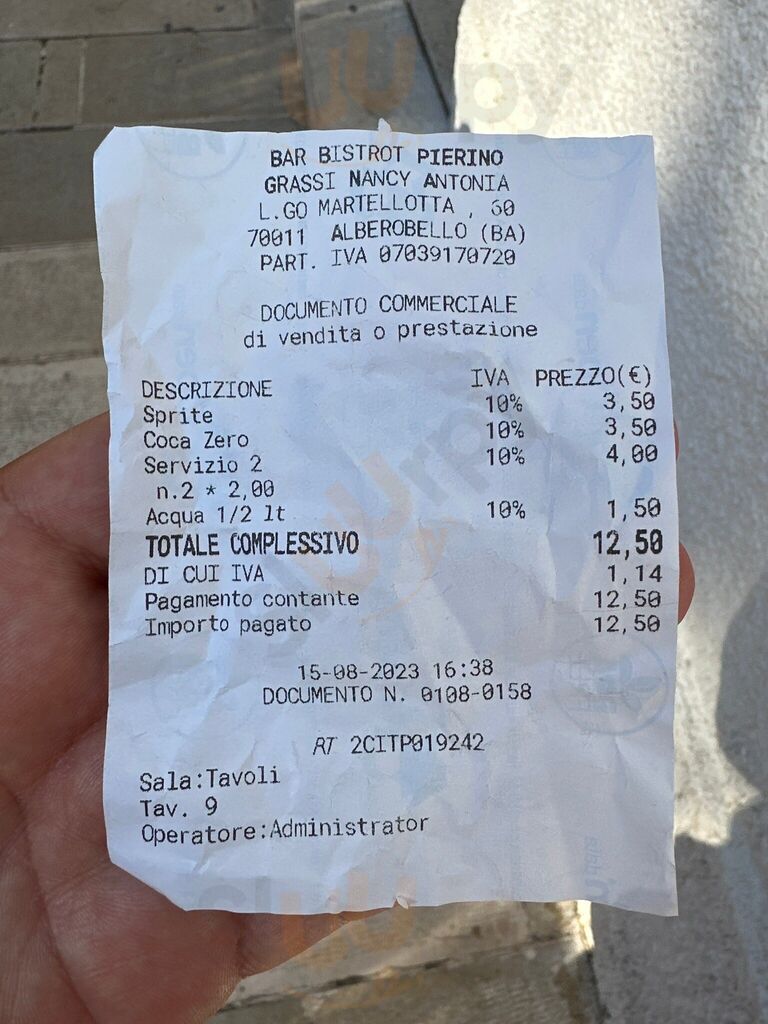 BAR BISTROT PIERINO
GRASSI NANCY ANTONIA
L.GO MARTELLOTTA , 60
70011 ALBEROBELLO (BA)
PART. IVA 07039170720
DOCUMENTO COMMERCIALE
di vendita o prestazione
DESCRIZIONE IVA PREZZO(€)
Sprite 10% 3,50
Coca Zero 10% 3,50
Servizio 2 10% 4,00
n.2 * 2,00
Acqua 1/2 lt 10% 1,50
TOTALE COMPLESSIVO 12,50
DI CUI IVA 1,14
Pagamento contante 12,50
Importo pagato 12,50
15-08-2023 16:38
DOCUMENTO N. 0108-0158
RT 2CITP019242
Sala:Tavoli
Tav. 9
Operatore:Administrator